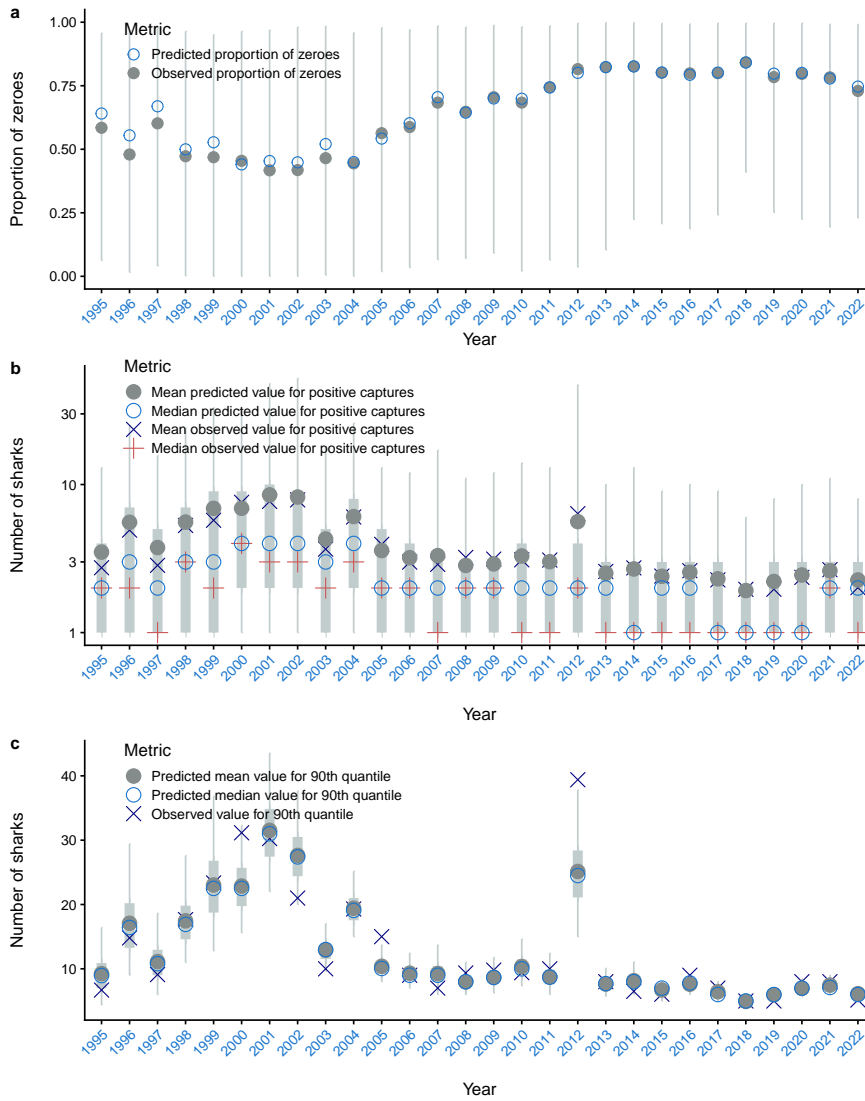 a
Metric
Predicted proportion of zeroes
Observed proportion of zeroes
Proportion of zeroes
1.00
0.75
0.50
0.25
0.00
1995 1996 1997 1998 1999 2000 2001 2002 2003 2004 2005 2006 2007 2008 2009 2010 2011 2012 2013 2014 2015 2016 2017 2018 2019 2020 2021 2022
Year
b
Metric
Mean predicted value for positive captures
Median predicted value for positive captures
Mean observed value for positive captures
Median observed value for positive captures
Number of sharks
30
10
3
1
1995 1996 1997 1998 1999 2000 2001 2002 2003 2004 2005 2006 2007 2008 2009 2010 2011 2012 2013 2014 2015 2016 2017 2018 2019 2020 2021 2022
Year
c
Metric
Predicted mean value for 90th quantile
Predicted median value for 90th quantile
Observed value for 90th quantile
Number of sharks
40
30
20
10
1995 1996 1997 1998 1999 2000 2001 2002 2003 2004 2005 2006 2007 2008 2009 2010 2011 2012 2013 2014 2015 2016 2017 2018 2019 2020 2021 2022
Year